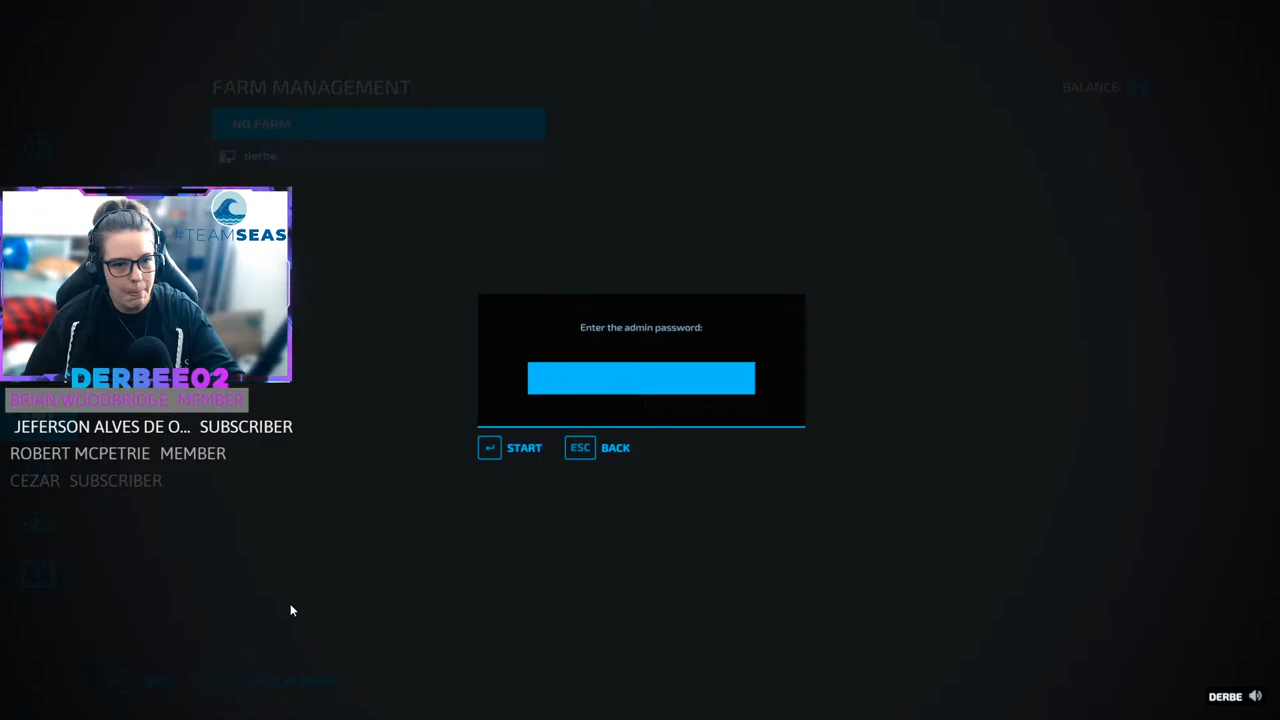 FARM MANAGEMENT
BALANCE:
NO FARM
derbe
#TEAMSEAS
Enter the admin password:
DERBEE02
BRIAN WOODBRIDGE MEMBER
JEFERSON ALVES DE O... SUBSCRIBER
ROBERT MCPETRIE MEMBER
CEZAR SUBSCRIBER
START
ESC BACK
DERBE